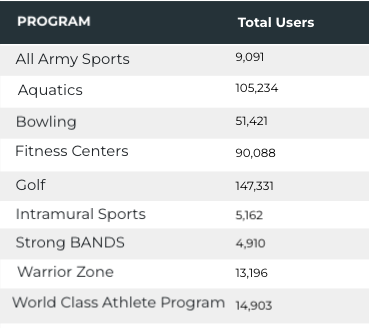 PROGRAM Total Users
All Army Sports 9,091
Aquatics 105,234
Bowling 51,421
Fitness Centers 90,088
Golf 147,331
Intramural Sports 5,162
Strong BANDS 4,910
Warrior Zone 13,196
World Class Athlete Program 14,903